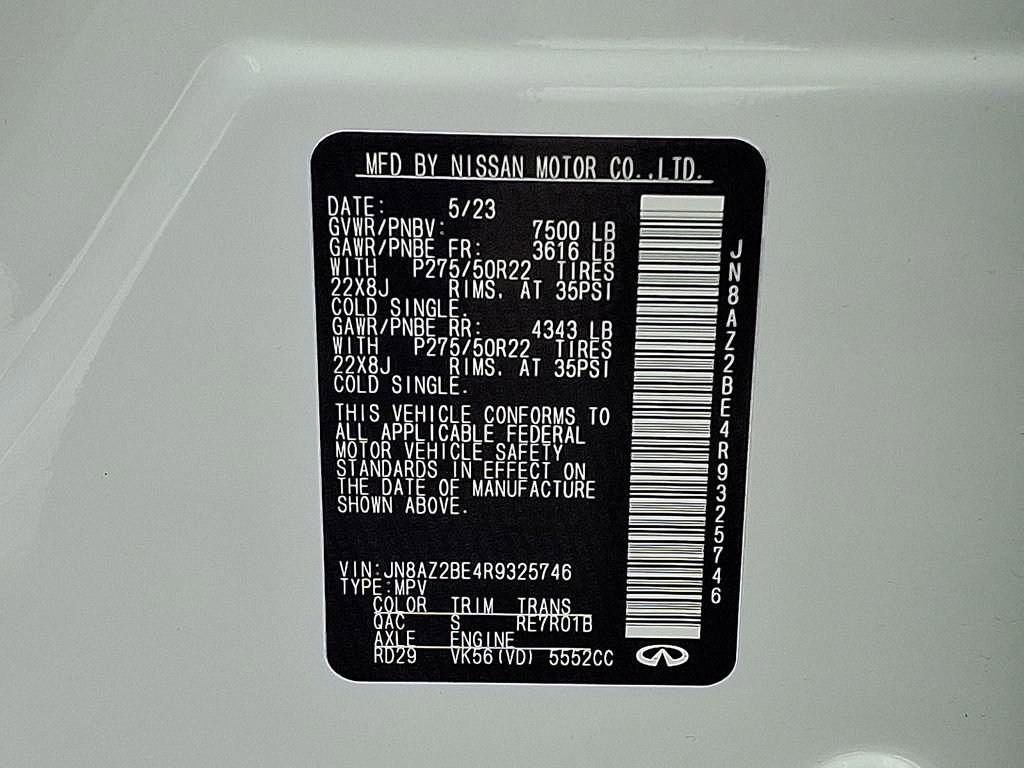 MFD BY NISSAN MOTOR CO.,LTD.
DATE: 5/23
GVWR/PNBV: 7500 LB
GAWR/PNBE FR: 3616 LB
WITH P275/50R22 TIRES
22X8J RIMS. AT 35PSI
COLD SINGLE.
GAWR/PNBE RR: 4343 LB
WITH P275/50R22 TIRES
22X8J RIMS. AT 35PSI
COLD SINGLE.
THIS VEHICLE CONFORMS TO
ALL APPLICABLE FEDERAL
MOTOR VEHICLE SAFETY
STANDARDS IN EFFECT ON
THE DATE OF MANUFACTURE
SHOWN ABOVE.
VIN:JN8AZ2BE4R9325746
TYPE:MPV
COLOR TRIM TRANS
QAC S RE7R01B
AXLE ENGINE
RD29 VK56(VD) 5552CC
JN8AZ2BE4R9325746